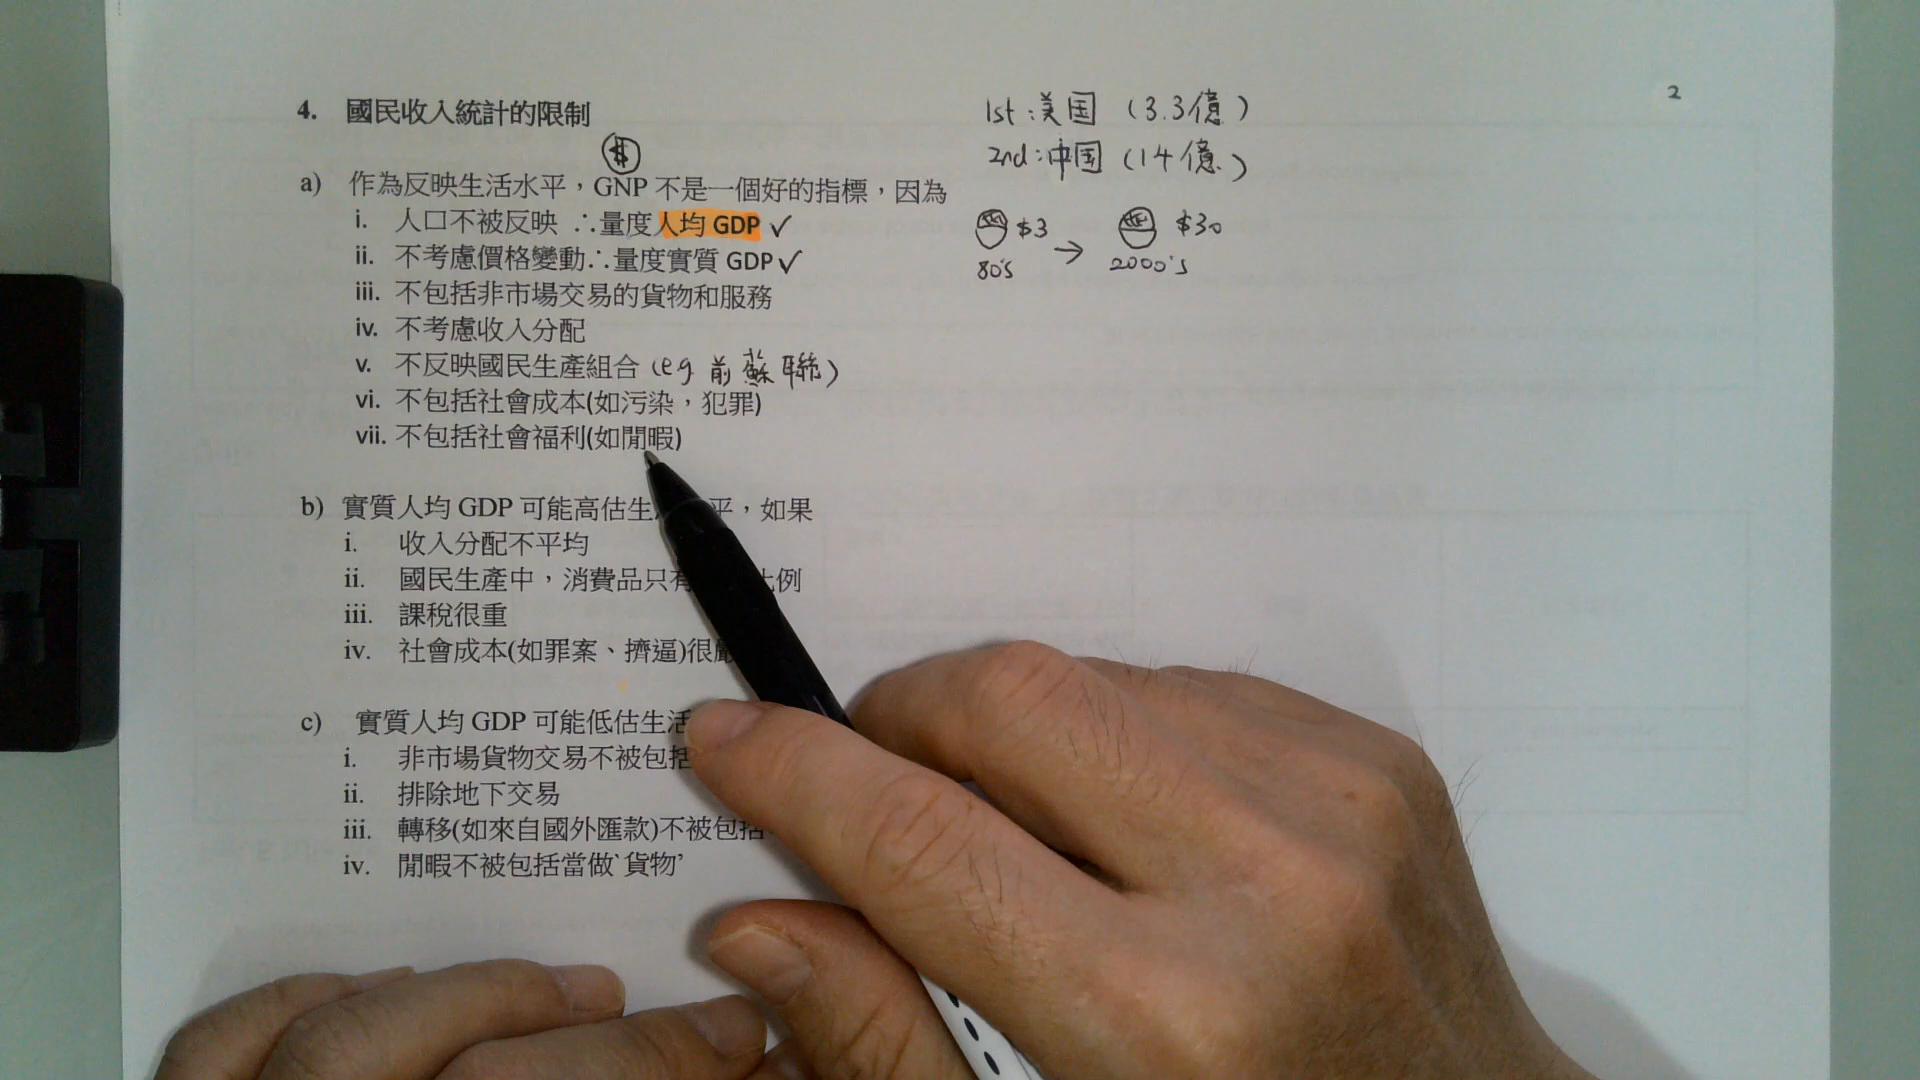 2
4. 國民收入統計的限制
1st:美国 (3.3億)
2nd:中国 (14億)
$
a) 作為反映生活水平，GNP 不是一個好的指標，因為
i. 人口不被反映 ∴量度人均 GDP ✓
$3 → $30
80's 2000's
ii. 不考慮價格變動∴量度實質 GDP✓
iii. 不包括非市場交易的貨物和服務
iv. 不考慮收入分配
v. 不反映國民生產組合 (eg 前蘇聯)
vi. 不包括社會成本(如污染，犯罪)
vii. 不包括社會福利(如閒暇)
b) 實質人均 GDP 可能高估生 平，如果
i. 收入分配不平均
ii. 國民生產中，消費品只有 比例
iii. 課稅很重
iv. 社會成本(如罪案、擠逼)很嚴
c) 實質人均 GDP 可能低估生活
i. 非市場貨物交易不被包括
ii. 排除地下交易
iii. 轉移(如來自國外匯款)不被包括
iv. 閒暇不被包括當做`貨物'